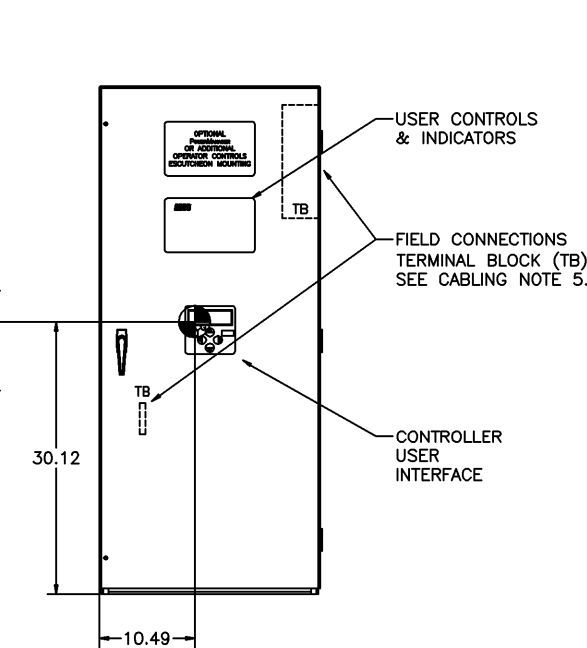 OPTIONAL
OR ADDITIONAL
OPERATOR CONTROLS
ESCUTCHEON MOUNTING
USER CONTROLS
& INDICATORS
TB
FIELD CONNECTIONS
TERMINAL BLOCK (TB)
SEE CABLING NOTE 5.
TB
CONTROLLER
USER
INTERFACE
30.12
10.49